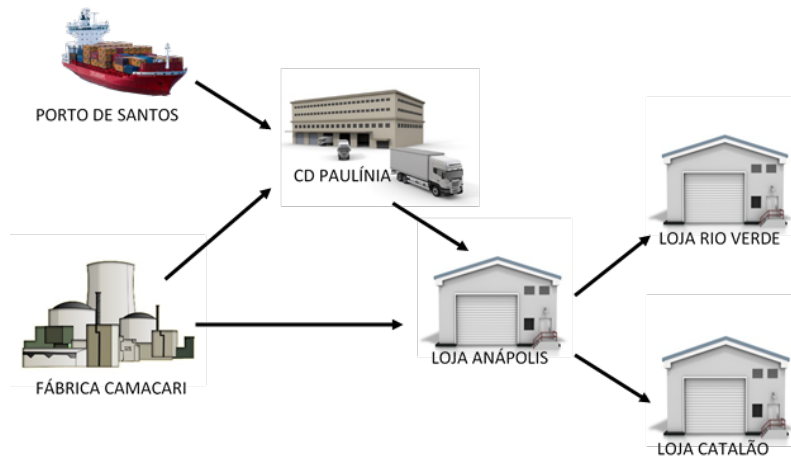 PORTO DE SANTOS
CD PAULÍNIA
LOJA RIO VERDE
LOJA ANÁPOLIS
FÁBRICA CAMACARI
LOJA CATALÃO